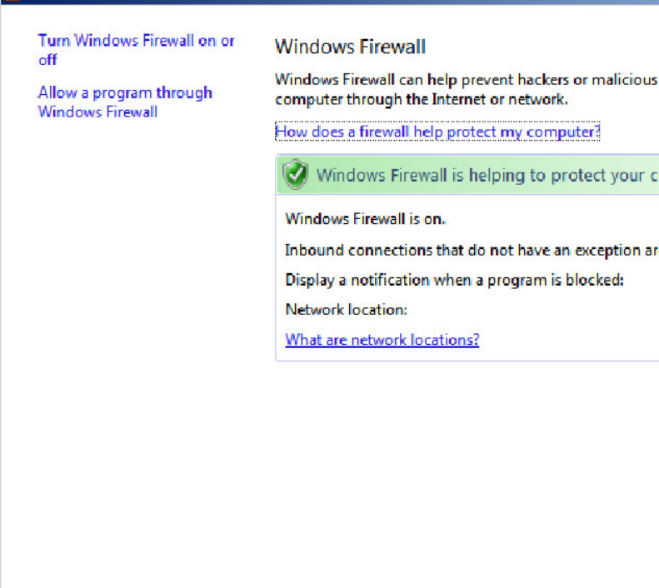 Turn Windows Firewall on or
off
Allow a program through
Windows Firewall
Windows Firewall
Windows Firewall can help prevent hackers or malicious
computer through the Internet or network.
How does a firewall help protect my computer?
Windows Firewall is helping to protect your c
Windows Firewall is on.
Inbound connections that do not have an exception ar
Display a notification when a program is blocked:
Network location:
What are network locations?